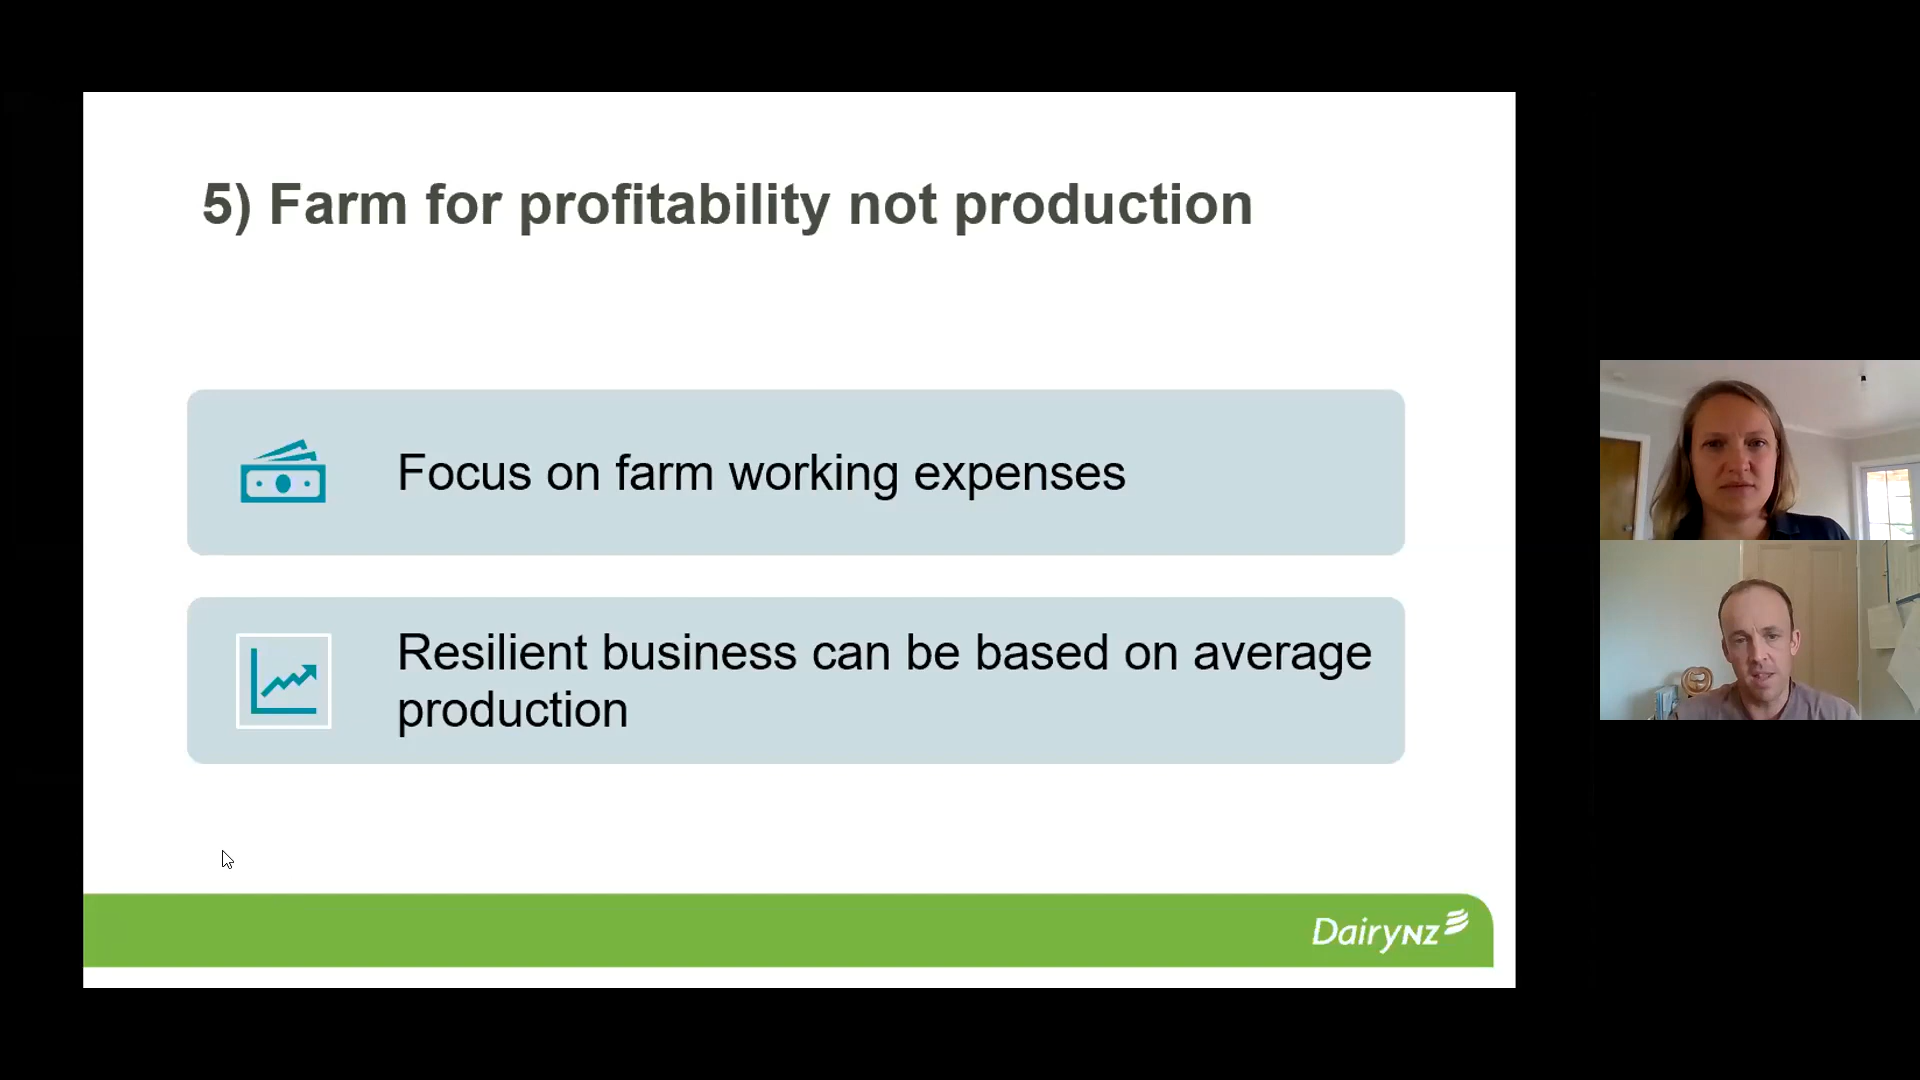 5) Farm for profitability not production
Focus on farm working expenses
Resilient business can be based on average
production
DairyNZ